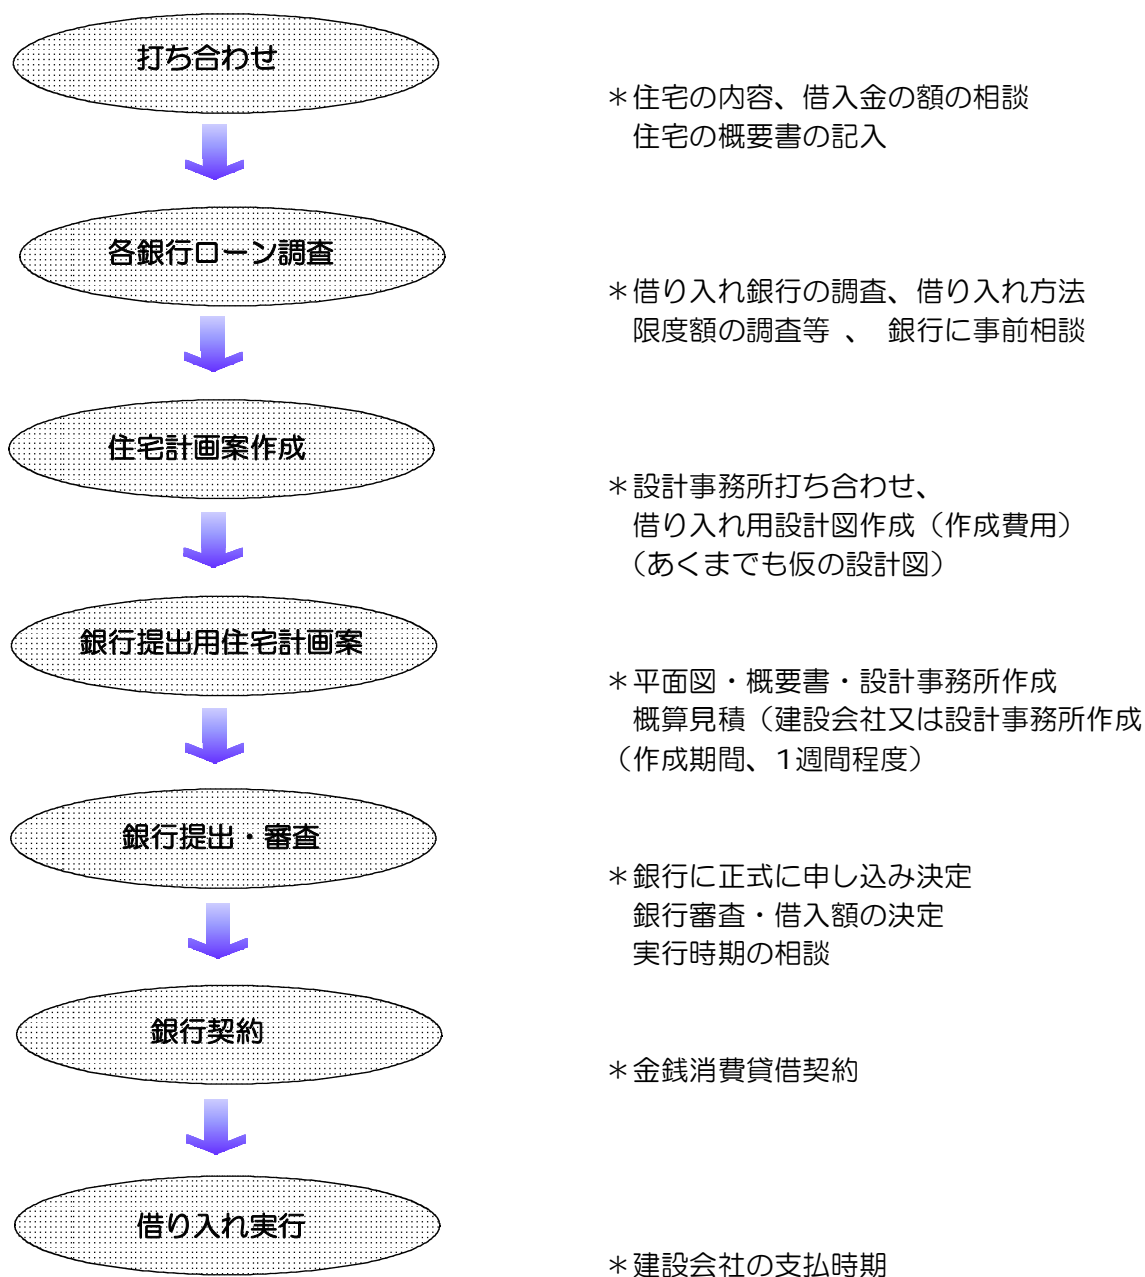 打ち合わせ
＊住宅の内容、借入金の額の相談
住宅の概要書の記入
各銀行ローン調査
＊借り入れ銀行の調査、借り入れ方法
限度額の調査等 、 銀行に事前相談
住宅計画案作成
＊設計事務所打ち合わせ、
借り入れ用設計図作成（作成費用）
（あくまでも仮の設計図）
銀行提出用住宅計画案
＊平面図・概要書・設計事務所作成
概算見積（建設会社又は設計事務所作成
（作成期間、1週間程度）
銀行提出・審査
＊銀行に正式に申し込み決定
銀行審査・借入額の決定
実行時期の相談
銀行契約
＊金銭消費貸借契約
借り入れ実行
＊建設会社の支払時期